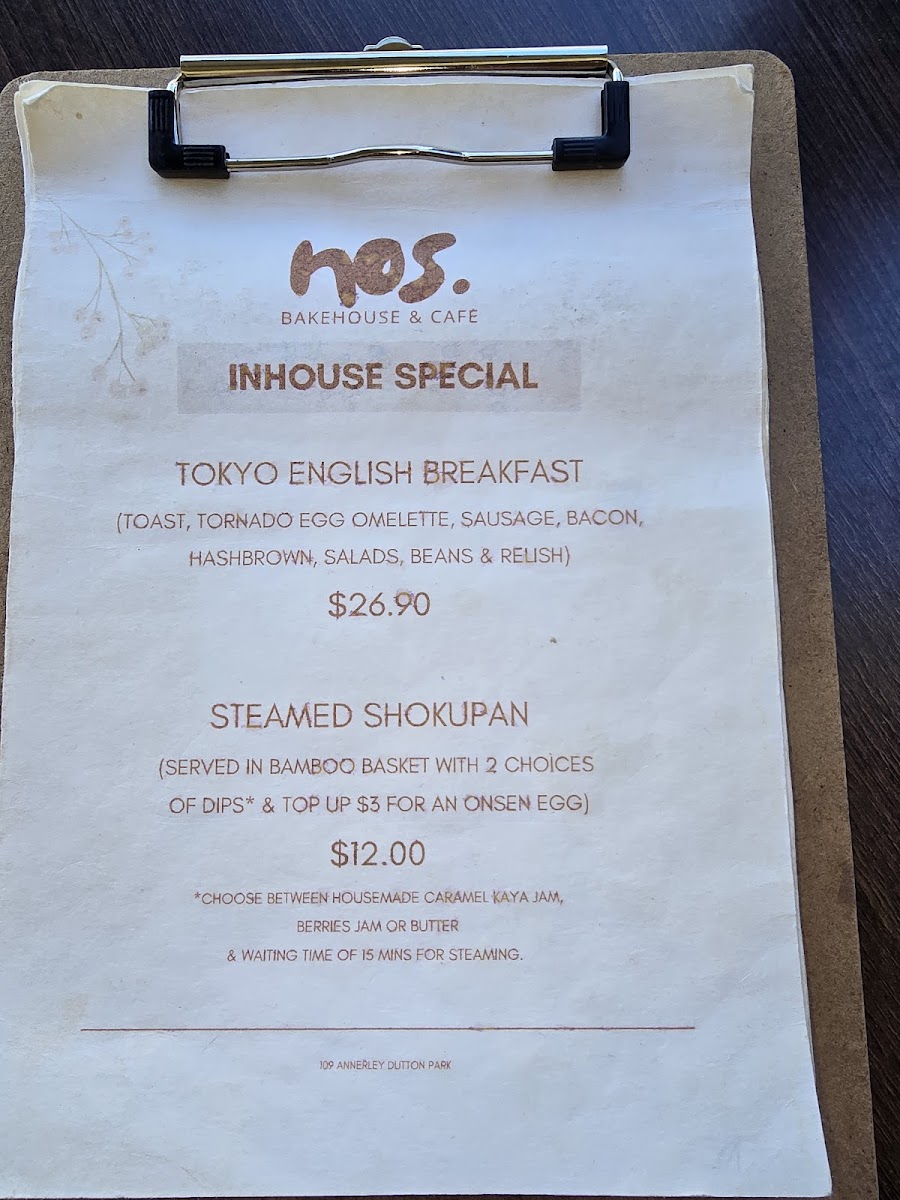 nos.
BAKEHOUSE & CAFÉ
INHOUSE SPECIAL
TOKYO ENGLISH BREAKFAST
(TOAST, TORNADO EGG OMELETTE, SAUSAGE, BACON,
HASHBROWN, SALADS, BEANS & RELISH)
$26.90
STEAMED SHOKUPAN
(SERVED IN BAMBOO BASKET WITH 2 CHOICES
OF DIPS* & TOP UP $3 FOR AN ONSEN EGG)
$12.00
*CHOOSE BETWEEN HOUSEMADE CARAMEL KAYA JAM,
BERRIES JAM OR BUTTER
& WAITING TIME OF 15 MINS FOR STEAMING.
109 ANNERLEY DUTTON PARK